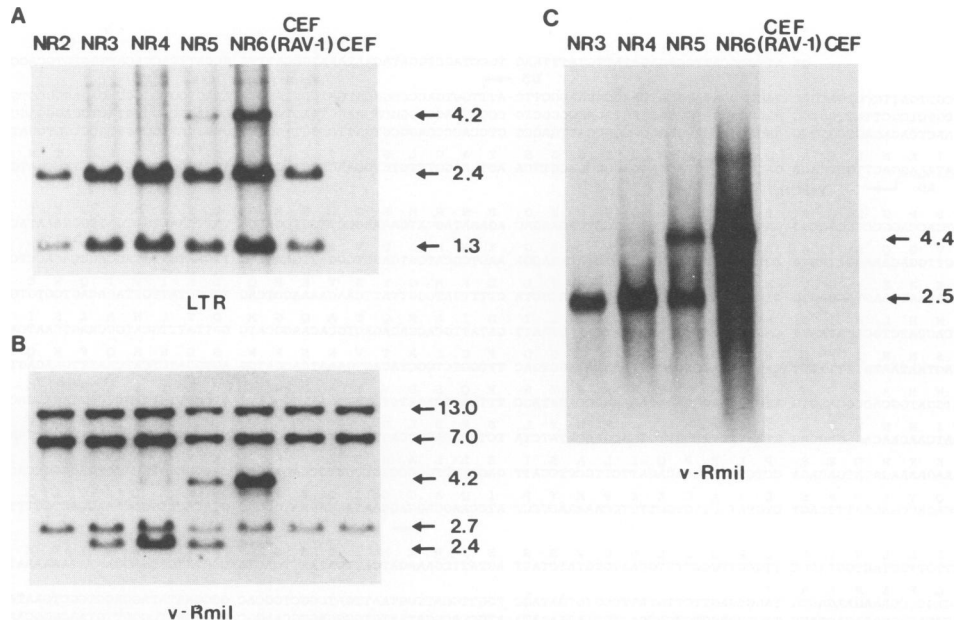 A
CEF
NR2 NR3 NR4 NR5 NR6 (RAV-1) CEF
← 4.2
← 2.4
← 1.3
LTR
B
← 13.0
← 7.0
← 4.2
← 2.7
← 2.4
v-Rmil
C
CEF
NR3 NR4 NR5 NR6 (RAV-1) CEF
← 4.4
← 2.5
v-Rmil